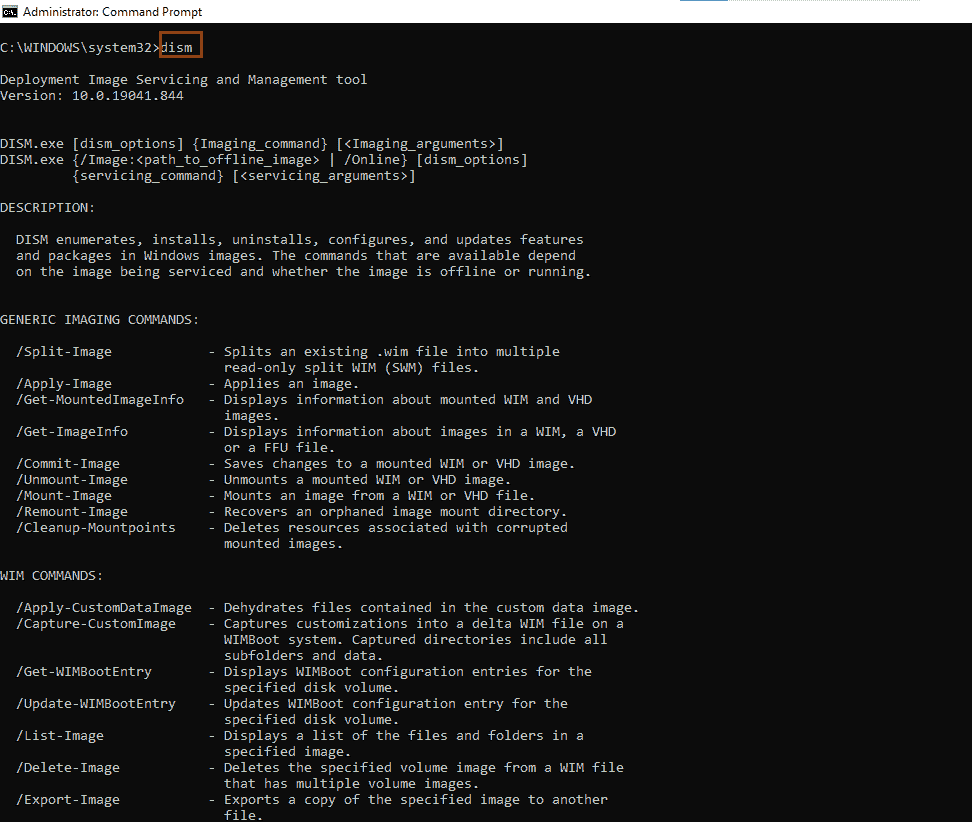 Administrator: Command Prompt
C:\WINDOWS\system32>dism
Deployment Image Servicing and Management tool
Version: 10.0.19041.844
DISM.exe [dism_options] {Imaging_command} [<Imaging_arguments>]
DISM.exe {/Image:<path_to_offline_image> | /Online} [dism_options]
{servicing_command} [<servicing_arguments>]
DESCRIPTION:
DISM enumerates, installs, uninstalls, configures, and updates features
and packages in Windows images. The commands that are available depend
on the image being serviced and whether the image is offline or running.
GENERIC IMAGING COMMANDS:
/Split-Image - Splits an existing .wim file into multiple
read-only split WIM (SWM) files.
/Apply-Image - Applies an image.
/Get-MountedImageInfo - Displays information about mounted WIM and VHD
images.
/Get-ImageInfo - Displays information about images in a WIM, a VHD
or a FFU file.
/Commit-Image - Saves changes to a mounted WIM or VHD image.
/Unmount-Image - Unmounts a mounted WIM or VHD image.
/Mount-Image - Mounts an image from a WIM or VHD file.
/Remount-Image - Recovers an orphaned image mount directory.
/Cleanup-Mountpoints - Deletes resources associated with corrupted
mounted images.
WIM COMMANDS:
/Apply-CustomDataImage - Dehydrates files contained in the custom data image.
/Capture-CustomImage - Captures customizations into a delta WIM file on a
WIMBoot system. Captured directories include all
subfolders and data.
/Get-WIMBootEntry - Displays WIMBoot configuration entries for the
specified disk volume.
/Update-WIMBootEntry - Updates WIMBoot configuration entry for the
specified disk volume.
/List-Image - Displays a list of the files and folders in a
specified image.
/Delete-Image - Deletes the specified volume image from a WIM file
that has multiple volume images.
/Export-Image - Exports a copy of the specified image to another
file.